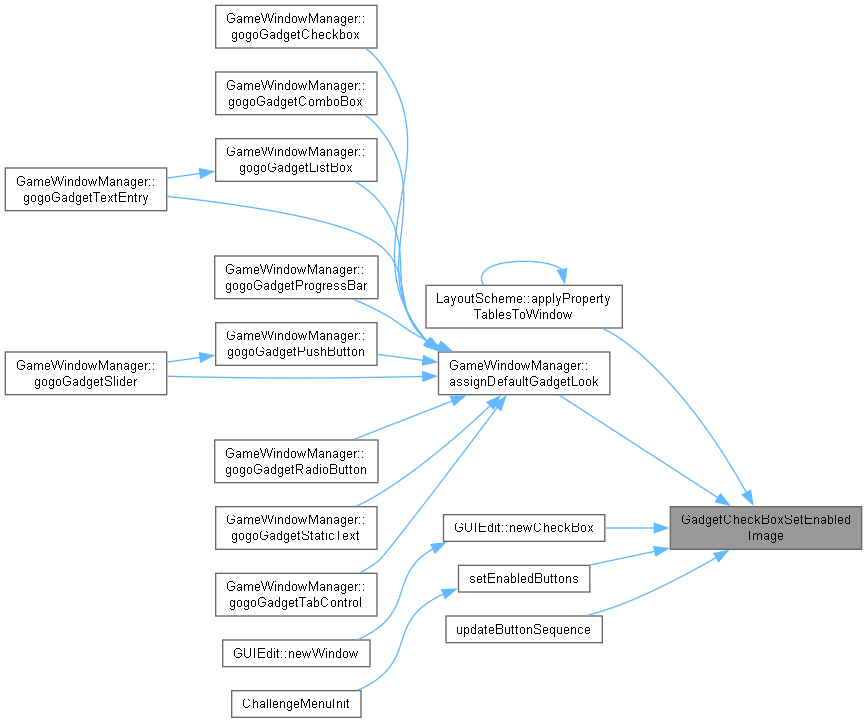 GameWindowManager::
gogoGadgetCheckbox
GameWindowManager::
gogoGadgetComboBox
GameWindowManager::
gogoGadgetListBox
GameWindowManager::
gogoGadgetTextEntry
GameWindowManager::
gogoGadgetProgressBar
LayoutScheme::applyProperty
TablesToWindow
GameWindowManager::
gogoGadgetPushButton
GameWindowManager::
gogoGadgetSlider
GameWindowManager::
assignDefaultGadgetLook
GameWindowManager::
gogoGadgetRadioButton
GameWindowManager::
gogoGadgetStaticText
GUIEdit::newCheckBox
GadgetCheckBoxSetEnabled
Image
GameWindowManager::
gogoGadgetTabControl
setEnabledButtons
updateButtonSequence
GUIEdit::newWindow
ChallengeMenuInit